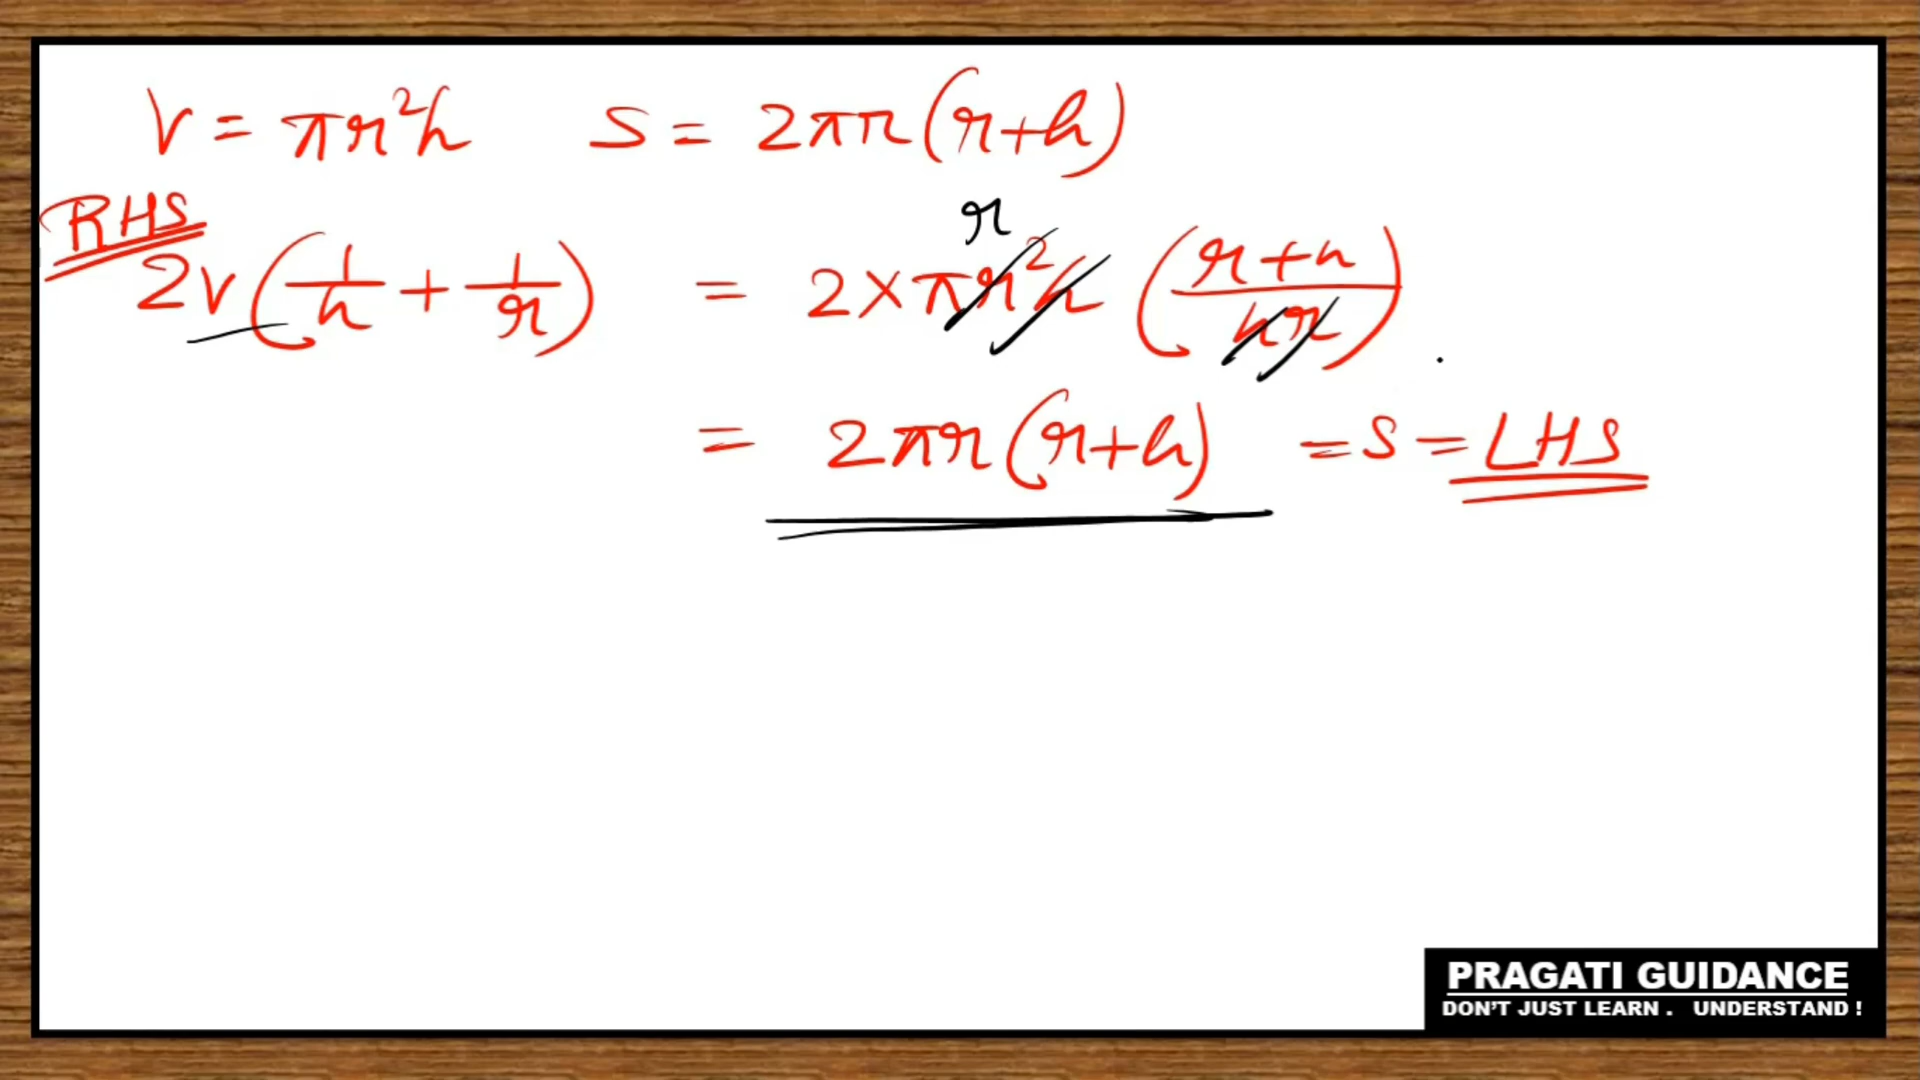 V = πr²h S = 2πr(r+h)
RHS
r
2V(1/h + 1/r) = 2×πr²h (r+h/hr)
= 2πr(r+h) = S = LHS
PRAGATI GUIDANCE
DON'T JUST LEARN . UNDERSTAND !